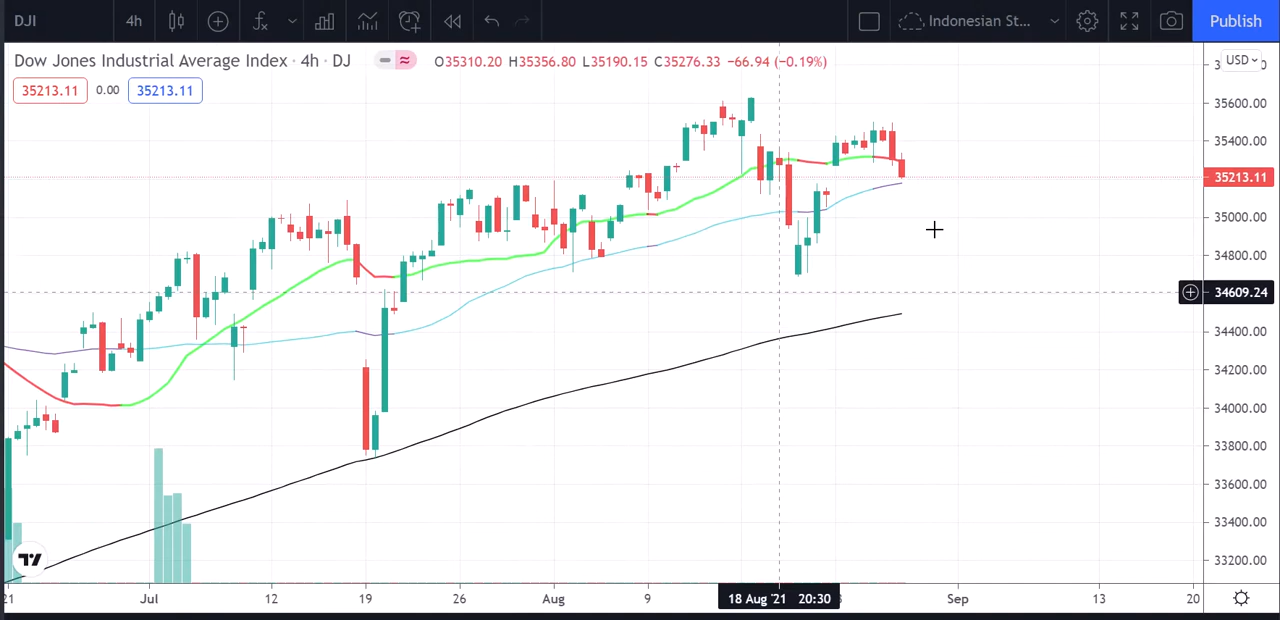 DJI 4h Indonesian St... Publish
Dow Jones Industrial Average Index · 4h · DJ O35310.20 H35356.80 L35190.15 C35276.33 −66.94 (−0.19%)
USD
35213.11 0.00 35213.11
35600.00
35400.00
35213.11
35000.00
34800.00
34609.24
34400.00
34200.00
34000.00
33800.00
33600.00
33400.00
33200.00
21 Jul 12 19 26 Aug 9 18 Aug '21 20:30 Sep 13 20